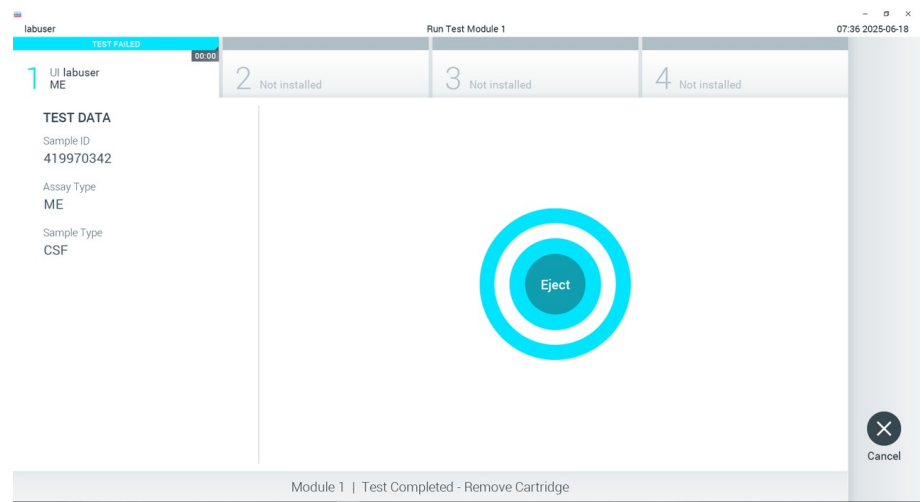 labuser
Run Test Module 1
07:36 2025-06-18
TEST FAILED
00:00
1 UI labuser
ME
2 Not installed
3 Not installed
4 Not installed
TEST DATA
Sample ID
419970342
Assay Type
ME
Sample Type
CSF
Eject
Cancel
Module 1 | Test Completed - Remove Cartridge